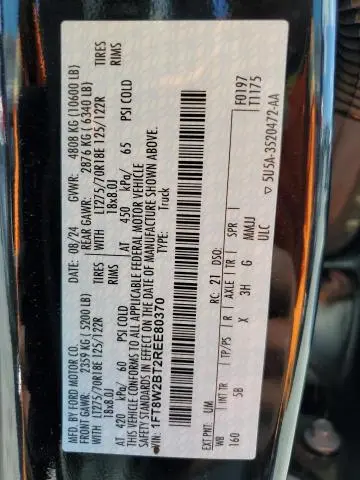 MFD. BY FORD MOTOR CO.
DATE: 08/24 GVWR: 4808 KG (10600 LB)
FRONT GAWR: 2359 KG (5200 LB) REAR GAWR: 2876 KG (6340 LB)
WITH LT275/70R18E 125/122R TIRES WITH LT275/70R18E 125/122R TIRES
18x8.0J RIMS 18x8.0J RIMS
AT 420 kPa/ 60 PSI COLD AT 450 kPa/ 65 PSI COLD
THIS VEHICLE CONFORMS TO ALL APPLICABLE FEDERAL MOTOR VEHICLE
SAFETY STANDARDS IN EFFECT ON THE DATE OF MANUFACTURE SHOWN ABOVE.
VIN: 1FT8W2BT2REE80370
TYPE: Truck
F0197
T1175
EXT PNT: UM RC: 21 DSO:
WB INT TR TP/PS R AXLE TR SPR
160 5B X 3H G MMJJ
ULC
▽ 5U5A-3520472-AA